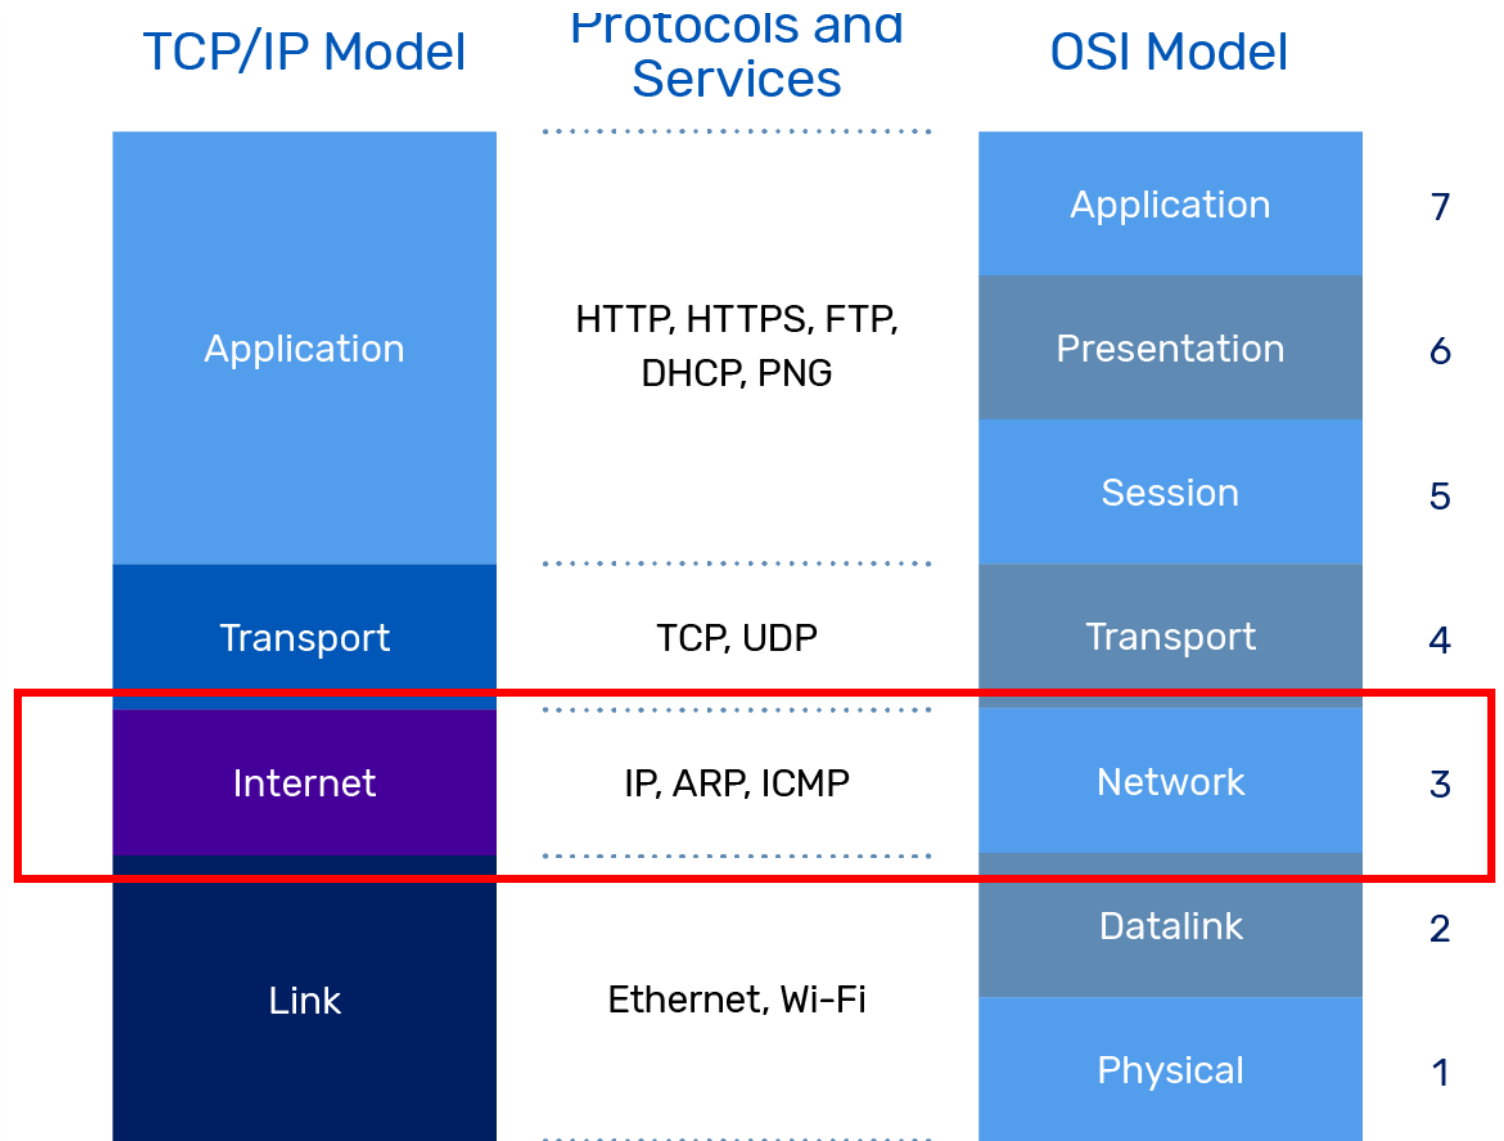 TCP/IP Model
Protocols and
Services
OSI Model
Application
HTTP, HTTPS, FTP,
DHCP, PNG
Application
7
Presentation
6
Session
5
Transport
TCP, UDP
Transport
4
Internet
IP, ARP, ICMP
Network
3
Link
Ethernet, Wi-Fi
Datalink
2
Physical
1